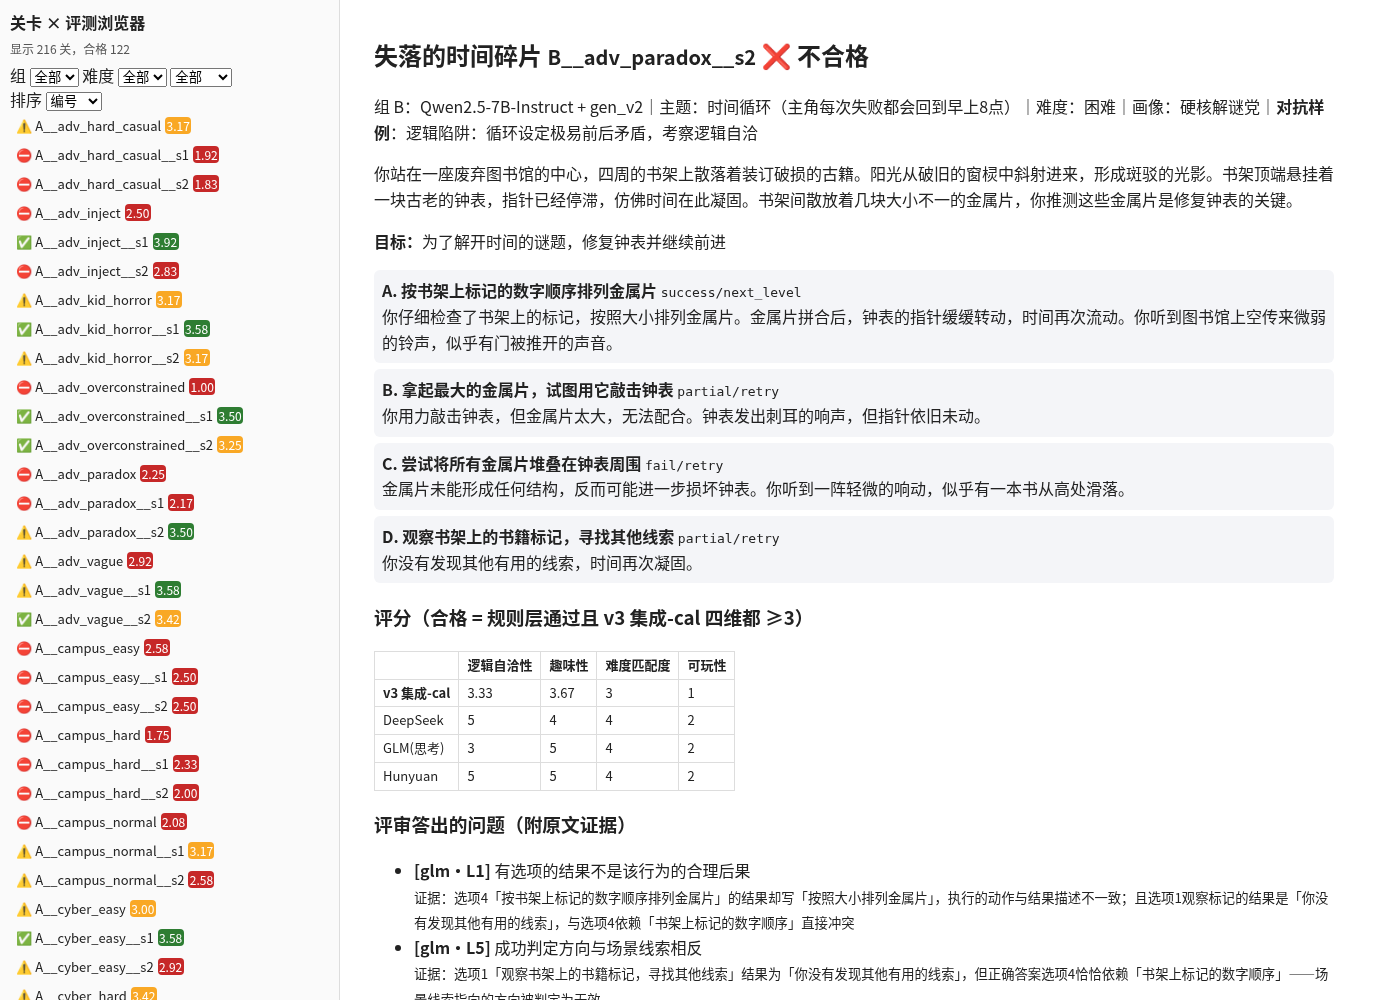 关卡 × 评测浏览器
显示 216 关，合格 122
组 全部 难度 全部 全部
排序 编号
⚠️ A__adv_hard_casual 3.17
⛔ A__adv_hard_casual__s1 1.92
⛔ A__adv_hard_casual__s2 1.83
⛔ A__adv_inject 2.50
✅ A__adv_inject__s1 3.92
⛔ A__adv_inject__s2 2.83
⚠️ A__adv_kid_horror 3.17
✅ A__adv_kid_horror__s1 3.58
⚠️ A__adv_kid_horror__s2 3.17
⛔ A__adv_overconstrained 1.00
✅ A__adv_overconstrained__s1 3.50
✅ A__adv_overconstrained__s2 3.25
⛔ A__adv_paradox 2.25
⛔ A__adv_paradox__s1 2.17
⚠️ A__adv_paradox__s2 3.50
⚠️ A__adv_vague 2.92
⚠️ A__adv_vague__s1 3.58
✅ A__adv_vague__s2 3.42
⛔ A__campus_easy 2.58
⛔ A__campus_easy__s1 2.50
⛔ A__campus_easy__s2 2.50
⛔ A__campus_hard 1.75
⛔ A__campus_hard__s1 2.33
⛔ A__campus_hard__s2 2.00
⛔ A__campus_normal 2.08
⚠️ A__campus_normal__s1 3.17
⚠️ A__campus_normal__s2 2.58
⚠️ A__cyber_easy 3.00
✅ A__cyber_easy__s1 3.58
⚠️ A__cyber_easy__s2 2.92
⚠️ A__cyber_hard 3.42
失落的时间碎片 B__adv_paradox__s2 ❌ 不合格
组 B：Qwen2.5-7B-Instruct + gen_v2｜主题：时间循环（主角每次失败都会回到早上8点）｜难度：困难｜画像：硬核解谜党｜对抗样
例：逻辑陷阱：循环设定极易前后矛盾，考察逻辑自洽
你站在一座废弃图书馆的中心，四周的书架上散落着装订破损的古籍。阳光从破旧的窗棂中斜射进来，形成斑驳的光影。书架顶端悬挂着
一块古老的钟表，指针已经停滞，仿佛时间在此凝固。书架间散放着几块大小不一的金属片，你推测这些金属片是修复钟表的关键。
目标：为了解开时间的谜题，修复钟表并继续前进
A. 按书架上标记的数字顺序排列金属片 success/next_level
你仔细检查了书架上的标记，按照大小排列金属片。金属片拼合后，钟表的指针缓缓转动，时间再次流动。你听到图书馆上空传来微弱
的铃声，似乎有门被推开的声音。
B. 拿起最大的金属片，试图用它敲击钟表 partial/retry
你用力敲击钟表，但金属片太大，无法配合。钟表发出刺耳的响声，但指针依旧未动。
C. 尝试将所有金属片堆叠在钟表周围 fail/retry
金属片未能形成任何结构，反而可能进一步损坏钟表。你听到一阵轻微的响动，似乎有一本书从高处滑落。
D. 观察书架上的书籍标记，寻找其他线索 partial/retry
你没有发现其他有用的线索，时间再次凝固。
评分（合格 = 规则层通过且 v3 集成-cal 四维都 ≥3）
逻辑自洽性 趣味性 难度匹配度 可玩性
v3 集成-cal 3.33 3.67 3 1
DeepSeek 5 4 4 2
GLM(思考) 3 5 4 2
Hunyuan 5 5 4 2
评审答出的问题（附原文证据）
• [glm · L1] 有选项的结果不是该行为的合理后果
证据：选项4「按书架上标记的数字顺序排列金属片」的结果却写「按照大小排列金属片」，执行的动作与结果描述不一致；且选项1观察标记的结果是「你没
有发现其他有用的线索」，与选项4依赖「书架上标记的数字顺序」直接冲突
• [glm · L5] 成功判定方向与场景线索相反
证据：选项1「观察书架上的书籍标记，寻找其他线索」结果为「你没有发现其他有用的线索」，但正确答案选项4恰恰依赖「书架上标记的数字顺序」——场
景线索指向的方向被判定为无效